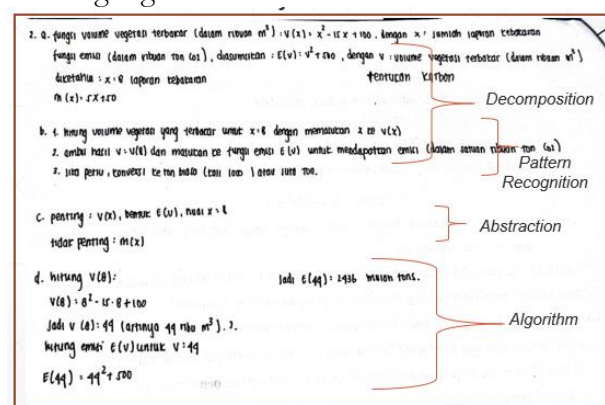 2. a. fungsi volume vegetasi terbakar (dalam ribuan m³) : V(x) = x² - 15x + 100, dengan x = jumlah laporan kebakaran
fungsi emisi (dalam ribuan ton CO₂), diasumsikan : E(v) : v² + 500, dengan v = volume vegetasi terbakar (dalam ribuan m³)
diketahui : x = 8 laporan kebakaran
tentukan karbon
m(x) = 5x+50
Decomposition
b. 1. hitung volume vegetasi yang terbakar untuk x=8 dengan memasukan x ke v(x)
2. ambil hasil v = v(8) dan masukan ke fungsi emisi E(v) untuk mendapatkan emisi (dalam satuan ribuan ton CO₂)
3. jika perlu, konversi ke ton biasa (kali 1000) atau juta ton.
Pattern
Recognition
c. penting : v(x), bentuk E(v), nilai x = 8
tidak penting : m(x)
Abstraction
d. hitung V(8) :
Jadi E(44) = 2436 ton.
V(8) = 8² - 15·8 + 100
Jadi v (8) = 44 (artinya 44 ribu m³). 2.
hitung emisi E(v) untuk v = 44
E(44) = 44² + 500
Algorithm